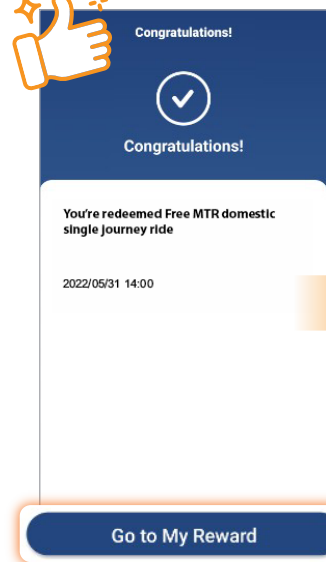 Congratulations!
Congratulations!
You're redeemed Free MTR domestic
single journey ride
2022/05/31 14:00
Go to My Reward